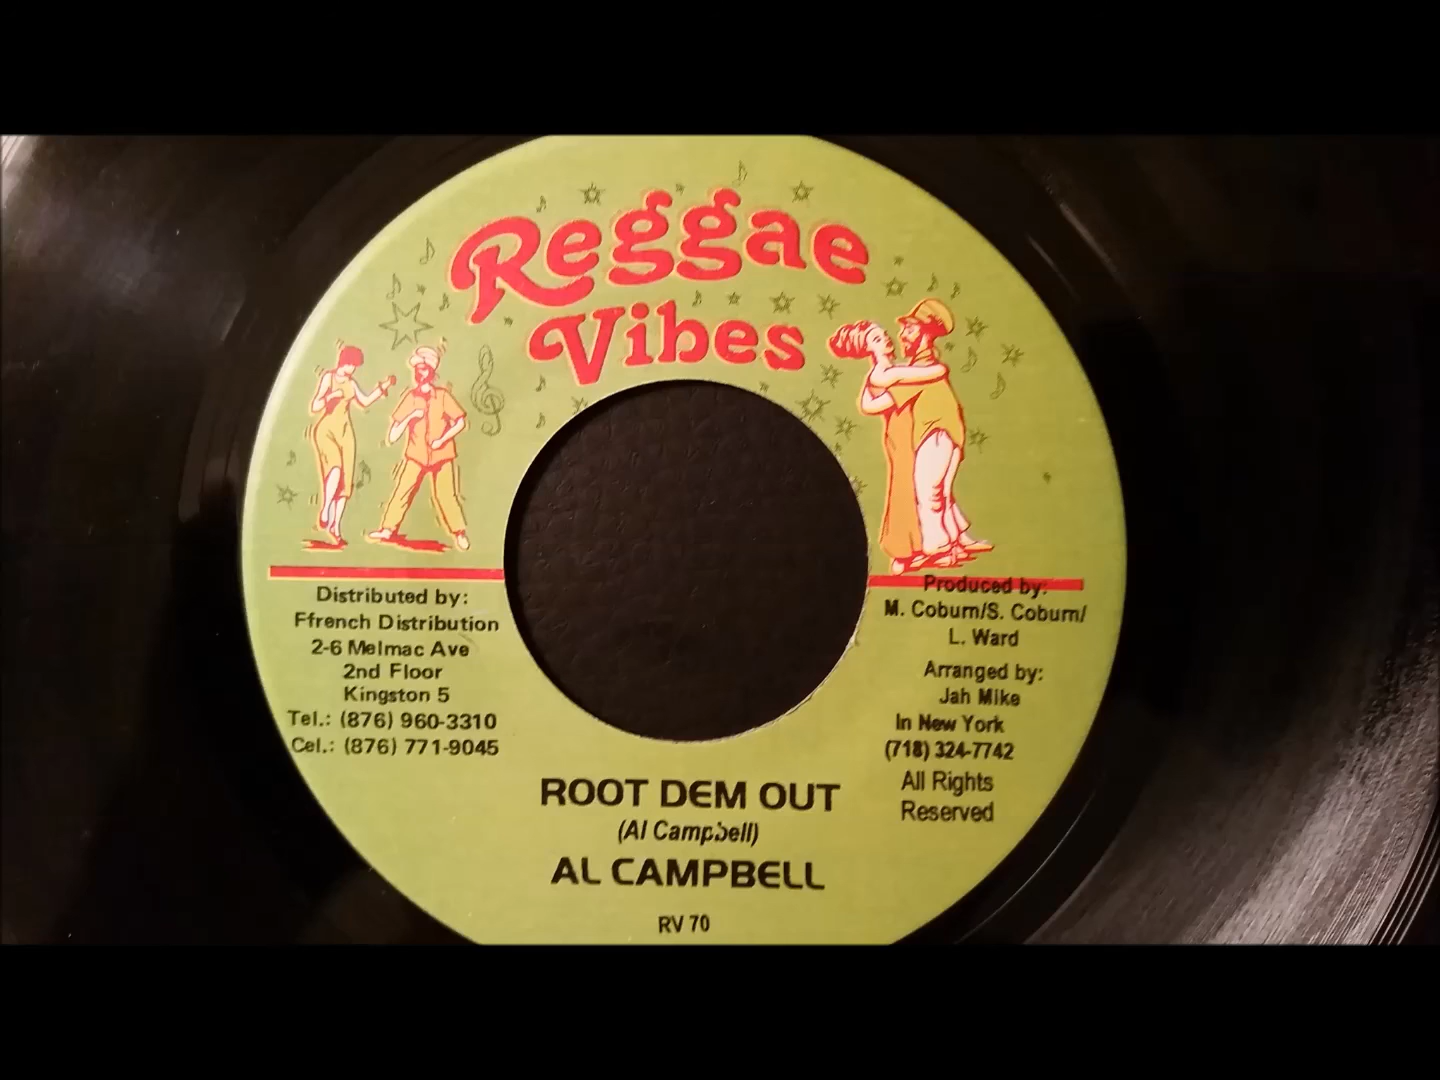 Reggae
Vibes
Distributed by:
Ffrench Distribution
2-6 Melmac Ave
2nd Floor
Kingston 5
Tel.: (876) 960-3310
Cel.: (876) 771-9045
Produced by:
M. Coburn/S. Coburn/
L. Ward
Arranged by:
Jah Mike
In New York
(718) 324-7742
All Rights
Reserved
ROOT DEM OUT
(Al Campbell)
AL CAMPBELL
RV 70